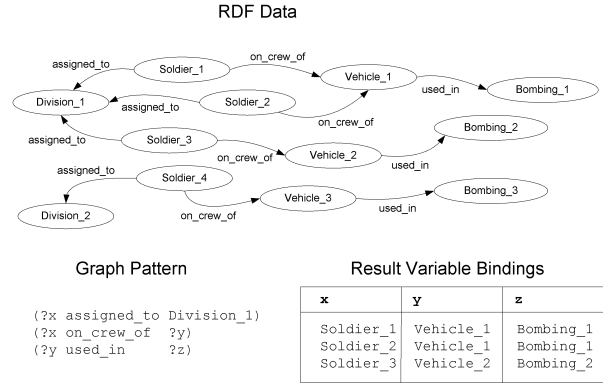 RDF Data
assigned_to
Soldier_1
on_crew_of
Vehicle_1
used_in
Bombing_1
Division_1
assigned_to
Soldier_2
on_crew_of
Bombing_2
assigned_to
Soldier_3
on_crew_of
Vehicle_2
used_in
assigned_to
Soldier_4
Bombing_3
Division_2
on_crew_of
Vehicle_3
used_in
Graph Pattern
(?x assigned_to Division_1)
(?x on_crew_of ?y)
(?y used_in ?z)
Result Variable Bindings
x y z
Soldier_1 Vehicle_1 Bombing_1
Soldier_2 Vehicle_1 Bombing_1
Soldier_3 Vehicle_2 Bombing_2